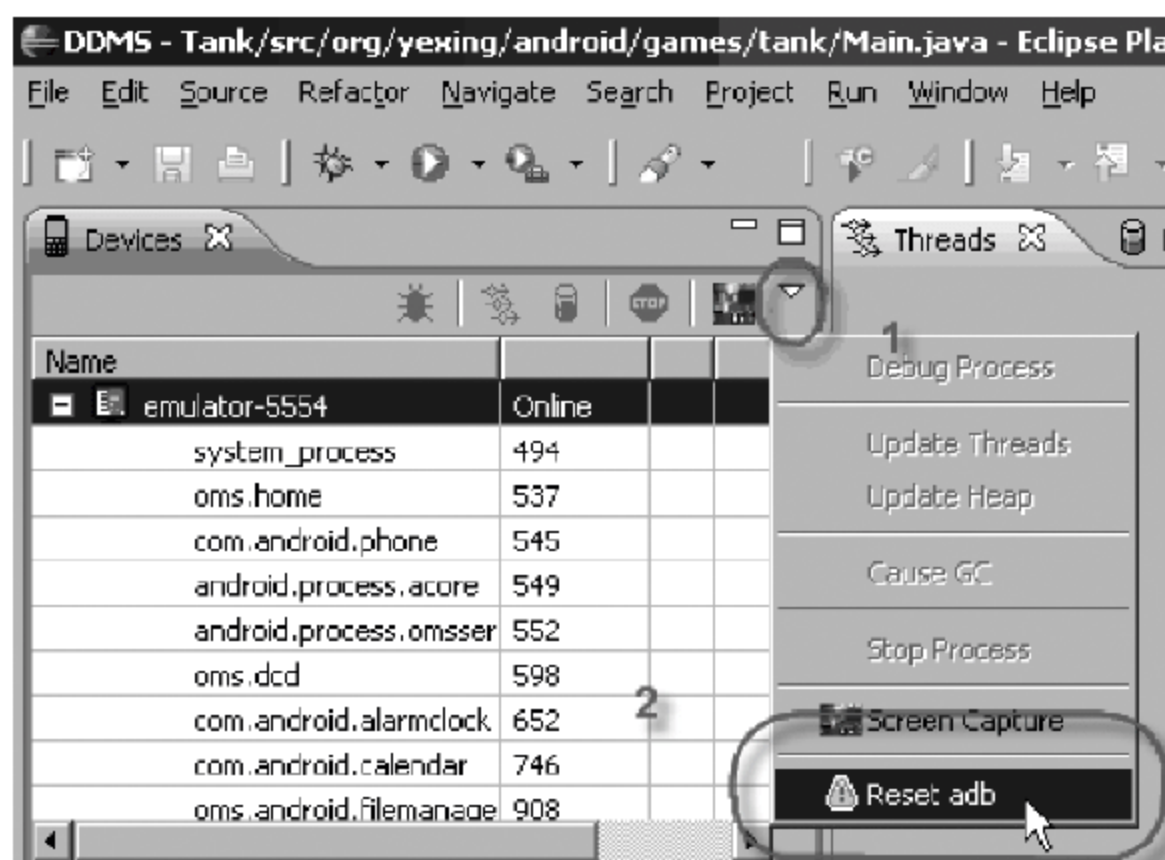 DDMS - Tank/src/org/yexing/android/games/tank/Main.java - Eclipse Pla
File Edit Source Refactor Navigate Search Project Run Window Help
Devices
Threads
STOP
1
Name
Debug Process
emulator-5554 Online
system_process 494
Update Threads
oms.home 537
Update Heap
com.android.phone 545
android.process.acore 549
Cause GC
android.process.omsser 552
Stop Process
oms.dcd 598
2
com.android.alarmclock 652
Screen Capture
com.android.calendar 746
Reset adb
oms.android.filemanage 908